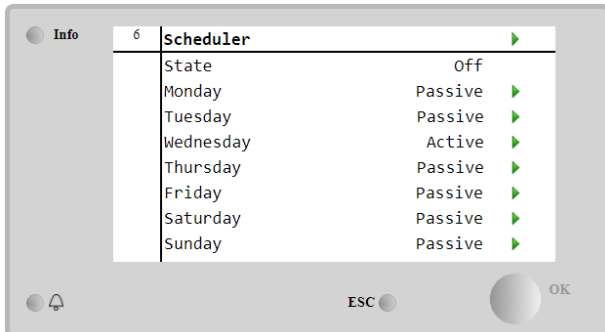 Info
6 Scheduler
State Off
Monday Passive
Tuesday Passive
Wednesday Active
Thursday Passive
Friday Passive
Saturday Passive
Sunday Passive
ESC OK